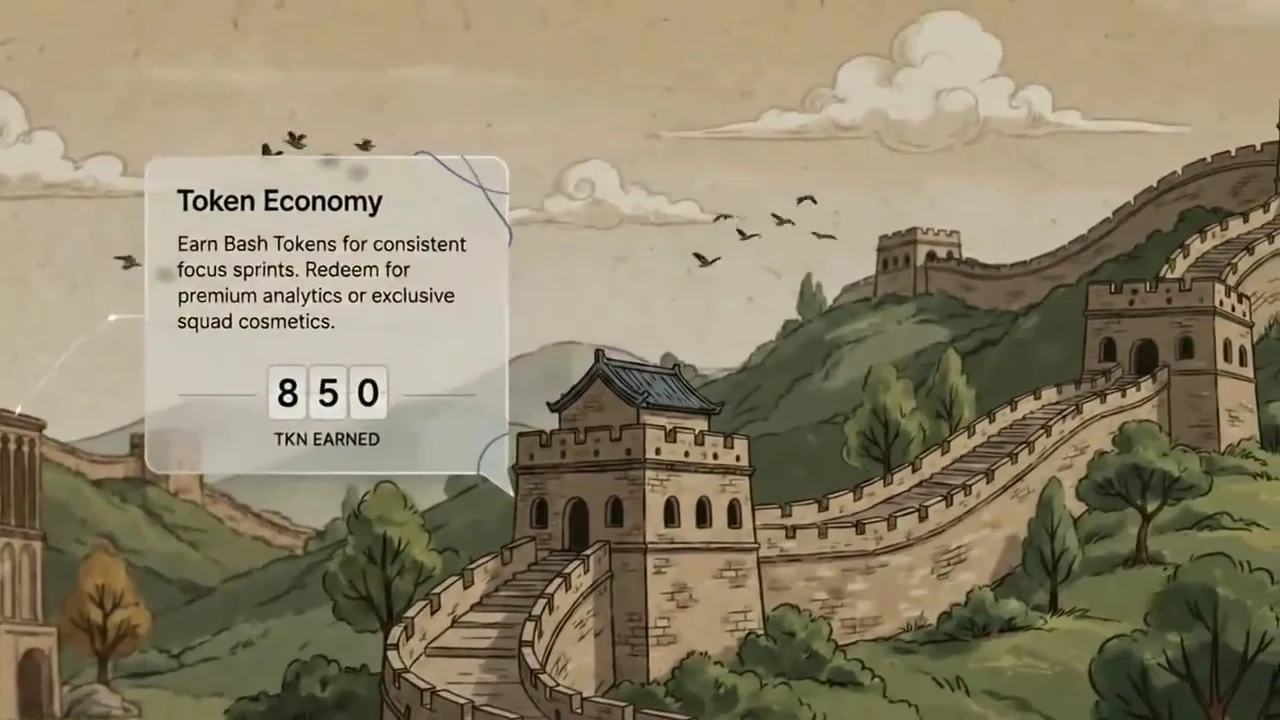 Token Economy
Earn Bash Tokens for consistent
focus sprints. Redeem for
premium analytics or exclusive
squad cosmetics.
850
TKN EARNED